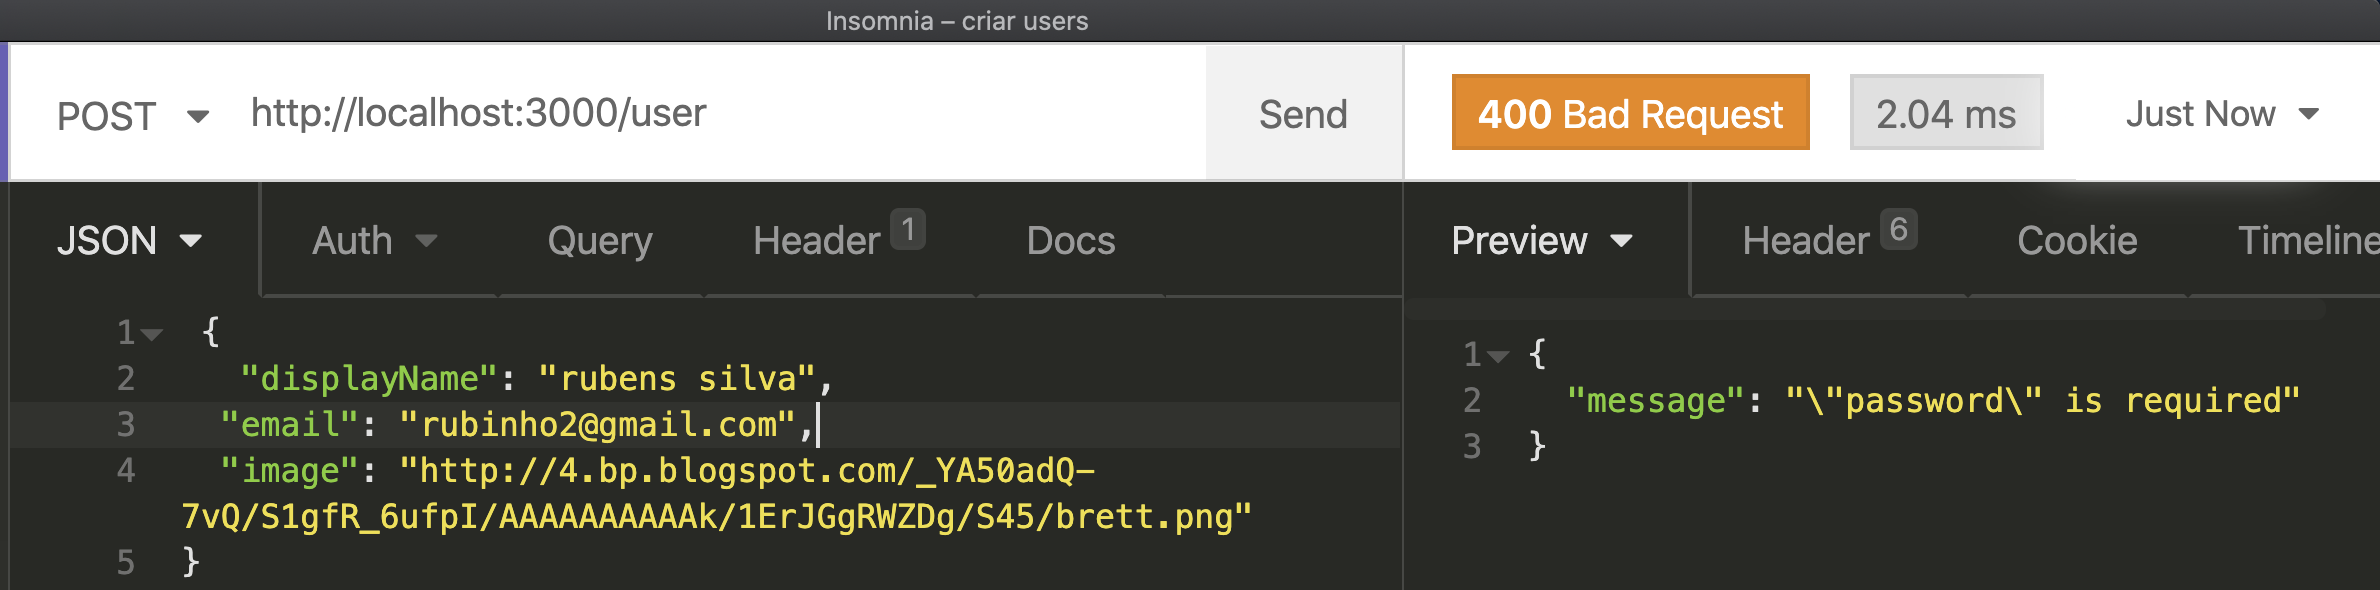 Insomnia – criar users
POST http://localhost:3000/user Send 400 Bad Request 2.04 ms Just Now
JSON Auth Query Header 1 Docs Preview Header 6 Cookie Timeline
1 {
2 "displayName": "rubens silva",
3 "email": "rubinho2@gmail.com",
4 "image": "http://4.bp.blogspot.com/_YA50adQ-
7vQ/S1gfR_6ufpI/AAAAAAAAAAk/1ErJGgRWZDg/S45/brett.png"
5 }
1 {
2 "message": "\"password\" is required"
3 }